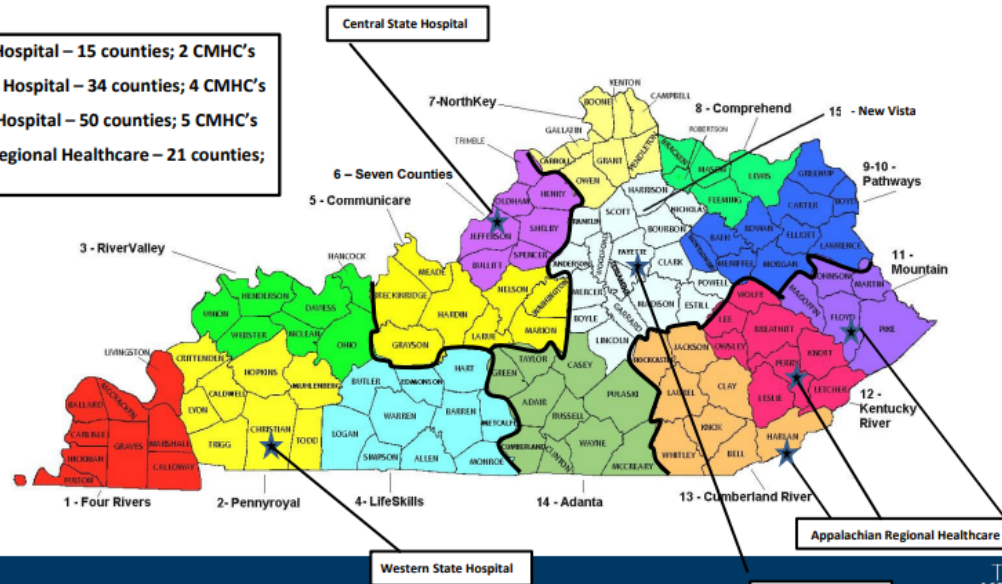 Hospital – 15 counties; 2 CMHC's
Hospital – 34 counties; 4 CMHC's
Hospital – 50 counties; 5 CMHC's
Regional Healthcare – 21 counties;
Central State Hospital
7-NorthKey
KENTON
BOONE
CAMPBELL
8 - Comprehend
15 - New Vista
GALLATIN
TRIMBLE
CARROLL
GRANT
PENDLETON
ROBERTSON
BRACKEN
MASON
LEWIS
GREENUP
9-10 -
Pathways
6 – Seven Counties
OWEN
HARRISON
FLEMING
CARTER
BOYD
5 - Communicare
OLDHAM
HENRY
SCOTT
NICHOLAS
ROWAN
ELLIOTT
LAWRENCE
JEFFERSON
SHELBY
FRANKLIN
BOURBON
BATH
MONTGOMERY
MENIFEE
MORGAN
11 -
Mountain
3 - RiverValley
HANCOCK
MEADE
BULLITT
SPENCER
ANDERSON
WOODFORD
FAYETTE
CLARK
POWELL
JOHNSON
MARTIN
HENDERSON
DAVIESS
BRECKINRIDGE
NELSON
WASHINGTON
MERCER
JESSAMINE
MADISON
ESTILL
WOLFE
MAGOFFIN
FLOYD
PIKE
UNION
WEBSTER
MCLEAN
OHIO
HARDIN
LARUE
MARION
BOYLE
GARRARD
LEE
BREATHITT
GRAYSON
LINCOLN
OWSLEY
KNOTT
LIVINGSTON
CRITTENDEN
HOPKINS
MUHLENBERG
BUTLER
EDMONSON
HART
GREEN
TAYLOR
CASEY
ROCKCASTLE
JACKSON
PERRY
LETCHER
12 -
Kentucky
River
BALLARD
MCCRACKEN
CALDWELL
LYON
WARREN
BARREN
METCALFE
ADAIR
RUSSELL
PULASKI
LAUREL
CLAY
LESLIE
CARLISLE
GRAVES
MARSHALL
TRIGG
CHRISTIAN
TODD
LOGAN
SIMPSON
ALLEN
MONROE
CUMBERLAND
CLINTON
WAYNE
MCCREARY
WHITLEY
KNOX
BELL
HARLAN
HICKMAN
FULTON
CALLOWAY
1 - Four Rivers
2- Pennyroyal
4- LifeSkills
14 - Adanta
13 - Cumberland River
Appalachian Regional Healthcare
Western State Hospital